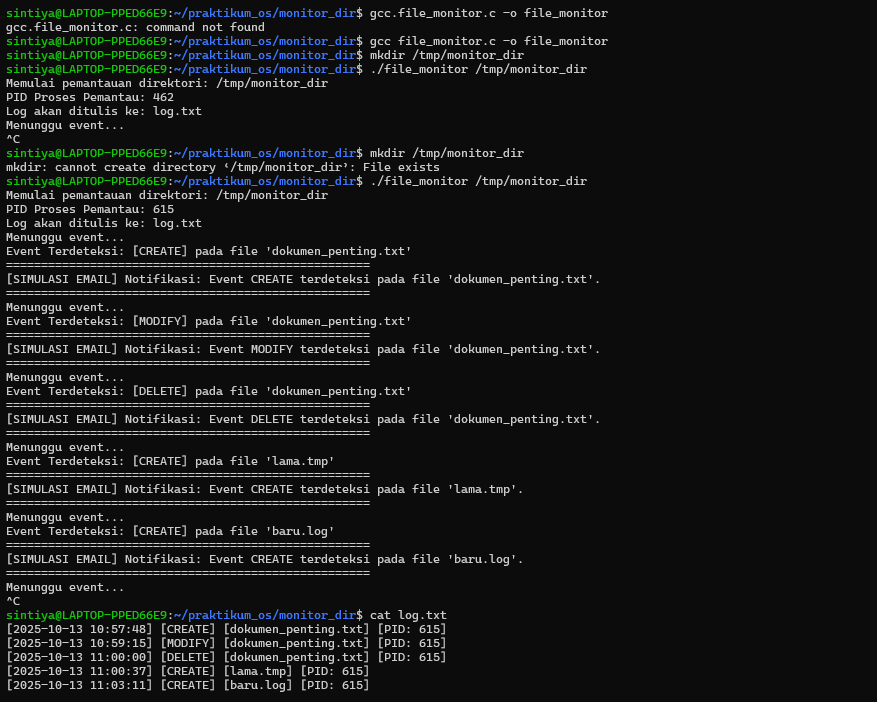 sintiya@LAPTOP-PPED66E9:~/praktikum_os/monitor_dir$ gcc.file_monitor.c -o file_monitor
gcc.file_monitor.c: command not found
sintiya@LAPTOP-PPED66E9:~/praktikum_os/monitor_dir$ gcc file_monitor.c -o file_monitor
sintiya@LAPTOP-PPED66E9:~/praktikum_os/monitor_dir$ mkdir /tmp/monitor_dir
sintiya@LAPTOP-PPED66E9:~/praktikum_os/monitor_dir$ ./file_monitor /tmp/monitor_dir
Memulai pemantauan direktori: /tmp/monitor_dir
PID Proses Pemantau: 462
Log akan ditulis ke: log.txt
Menunggu event...
^C
sintiya@LAPTOP-PPED66E9:~/praktikum_os/monitor_dir$ mkdir /tmp/monitor_dir
mkdir: cannot create directory ‘/tmp/monitor_dir’: File exists
sintiya@LAPTOP-PPED66E9:~/praktikum_os/monitor_dir$ ./file_monitor /tmp/monitor_dir
Memulai pemantauan direktori: /tmp/monitor_dir
PID Proses Pemantau: 615
Log akan ditulis ke: log.txt
Menunggu event...
Event Terdeteksi: [CREATE] pada file 'dokumen_penting.txt'
====================================================
[SIMULASI EMAIL] Notifikasi: Event CREATE terdeteksi pada file 'dokumen_penting.txt'.
====================================================
Menunggu event...
Event Terdeteksi: [MODIFY] pada file 'dokumen_penting.txt'
====================================================
[SIMULASI EMAIL] Notifikasi: Event MODIFY terdeteksi pada file 'dokumen_penting.txt'.
====================================================
Menunggu event...
Event Terdeteksi: [DELETE] pada file 'dokumen_penting.txt'
====================================================
[SIMULASI EMAIL] Notifikasi: Event DELETE terdeteksi pada file 'dokumen_penting.txt'.
====================================================
Menunggu event...
Event Terdeteksi: [CREATE] pada file 'lama.tmp'
====================================================
[SIMULASI EMAIL] Notifikasi: Event CREATE terdeteksi pada file 'lama.tmp'.
====================================================
Menunggu event...
Event Terdeteksi: [CREATE] pada file 'baru.log'
====================================================
[SIMULASI EMAIL] Notifikasi: Event CREATE terdeteksi pada file 'baru.log'.
====================================================
Menunggu event...
^C
sintiya@LAPTOP-PPED66E9:~/praktikum_os/monitor_dir$ cat log.txt
[2025-10-13 10:57:48] [CREATE] [dokumen_penting.txt] [PID: 615]
[2025-10-13 10:59:15] [MODIFY] [dokumen_penting.txt] [PID: 615]
[2025-10-13 11:00:00] [DELETE] [dokumen_penting.txt] [PID: 615]
[2025-10-13 11:00:37] [CREATE] [lama.tmp] [PID: 615]
[2025-10-13 11:03:11] [CREATE] [baru.log] [PID: 615]